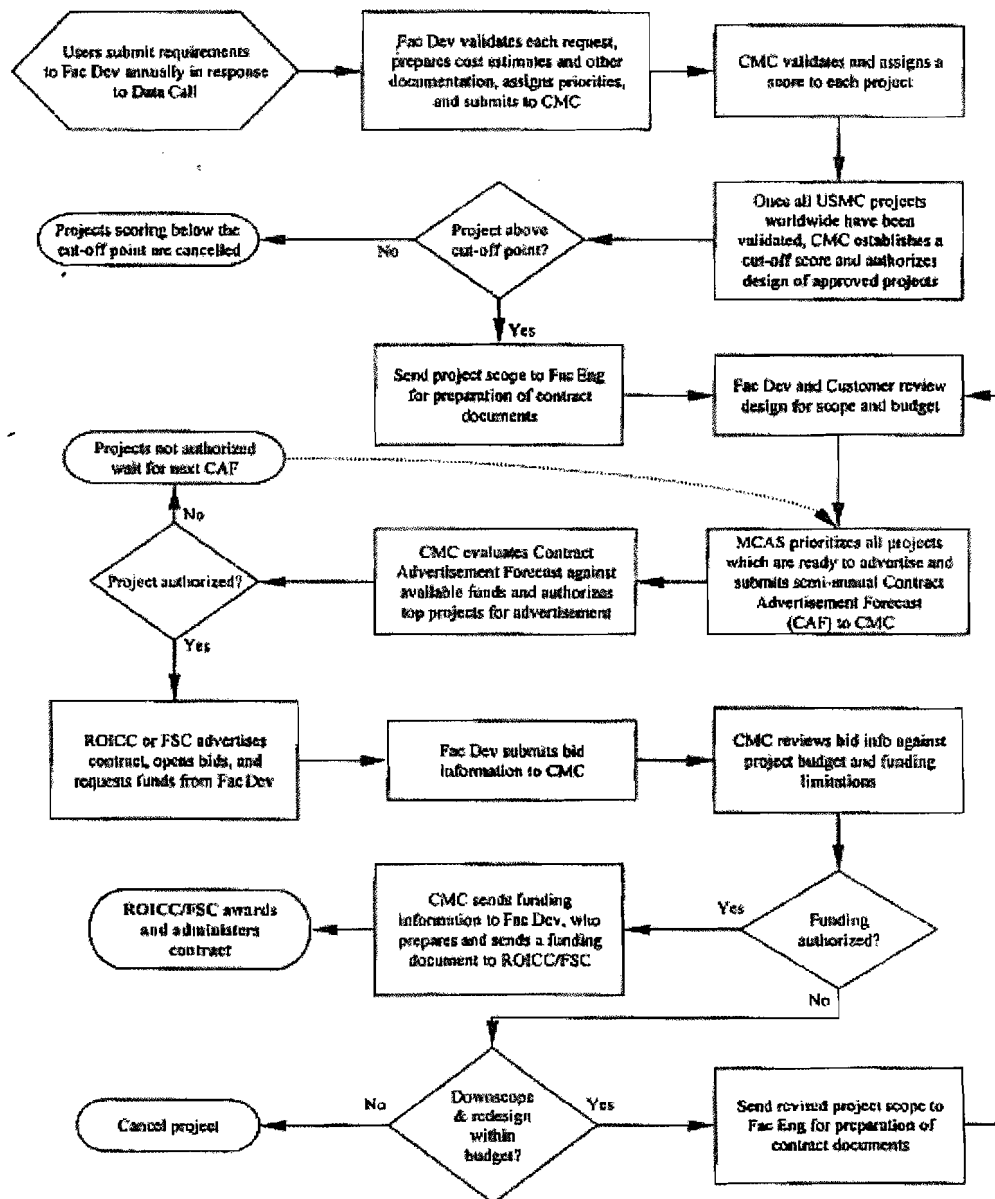 Users submit requirements
to Fac Dev annually in response
to Data Call
Fac Dev validates each request,
prepares cost estimates and other
documentation, assigns priorities,
and submits to CMC
CMC validates and assigns a
score to each project
Projects scoring below the
cut-off point are cancelled
No
Project above
cut-off point?
Once all USMC projects
worldwide have been
validated, CMC establishes a
cut-off score and authorizes
design of approved projects
Yes
Send project scope to Fac Eng
for preparation of contract
documents
Fac Dev and Customer review
design for scope and budget
Projects not authorized
wait for next CAF
No
Project authorized?
CMC evaluates Contract
Advertisement Forecast against
available funds and authorizes
top projects for advertisement
MCAS prioritizes all projects
which are ready to advertise and
submits semi-annual Contract
Advertisement Forecast
(CAF) to CMC
Yes
ROICC or FSC advertises
contract, opens bids, and
requests funds from Fac Dev
Fac Dev submits bid
information to CMC
CMC reviews bid info against
project budget and funding
limitations
ROICC/FSC awards
and administers
contract
CMC sends funding
information to Fac Dev, who
prepares and sends a funding
document to ROICC/FSC
Yes
Funding
authorized?
No
Cancel project
No
Downscope
& redesign
within
budget?
Yes
Send revised project scope to
Fac Eng for preparation of
contract documents